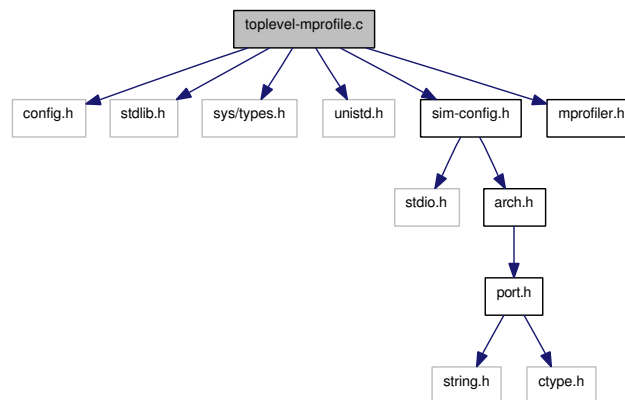 toplevel-mprofile.c
config.h
stdlib.h
sys/types.h
unistd.h
sim-config.h
mprofiler.h
stdio.h
arch.h
port.h
string.h
ctype.h